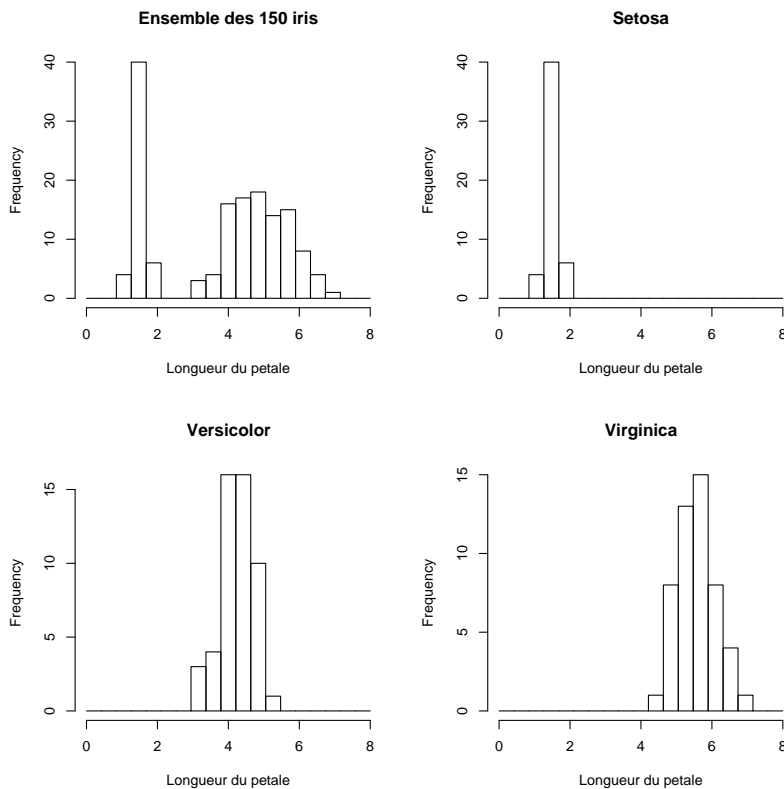 Ensemble des 150 iris
Frequency
0 10 20 30 40
0 2 4 6 8
Longueur du petale
Setosa
Frequency
0 10 20 30 40
0 2 4 6 8
Longueur du petale
Versicolor
Frequency
0 5 10 15
0 2 4 6 8
Longueur du petale
Virginica
Frequency
0 5 10 15
0 2 4 6 8
Longueur du petale